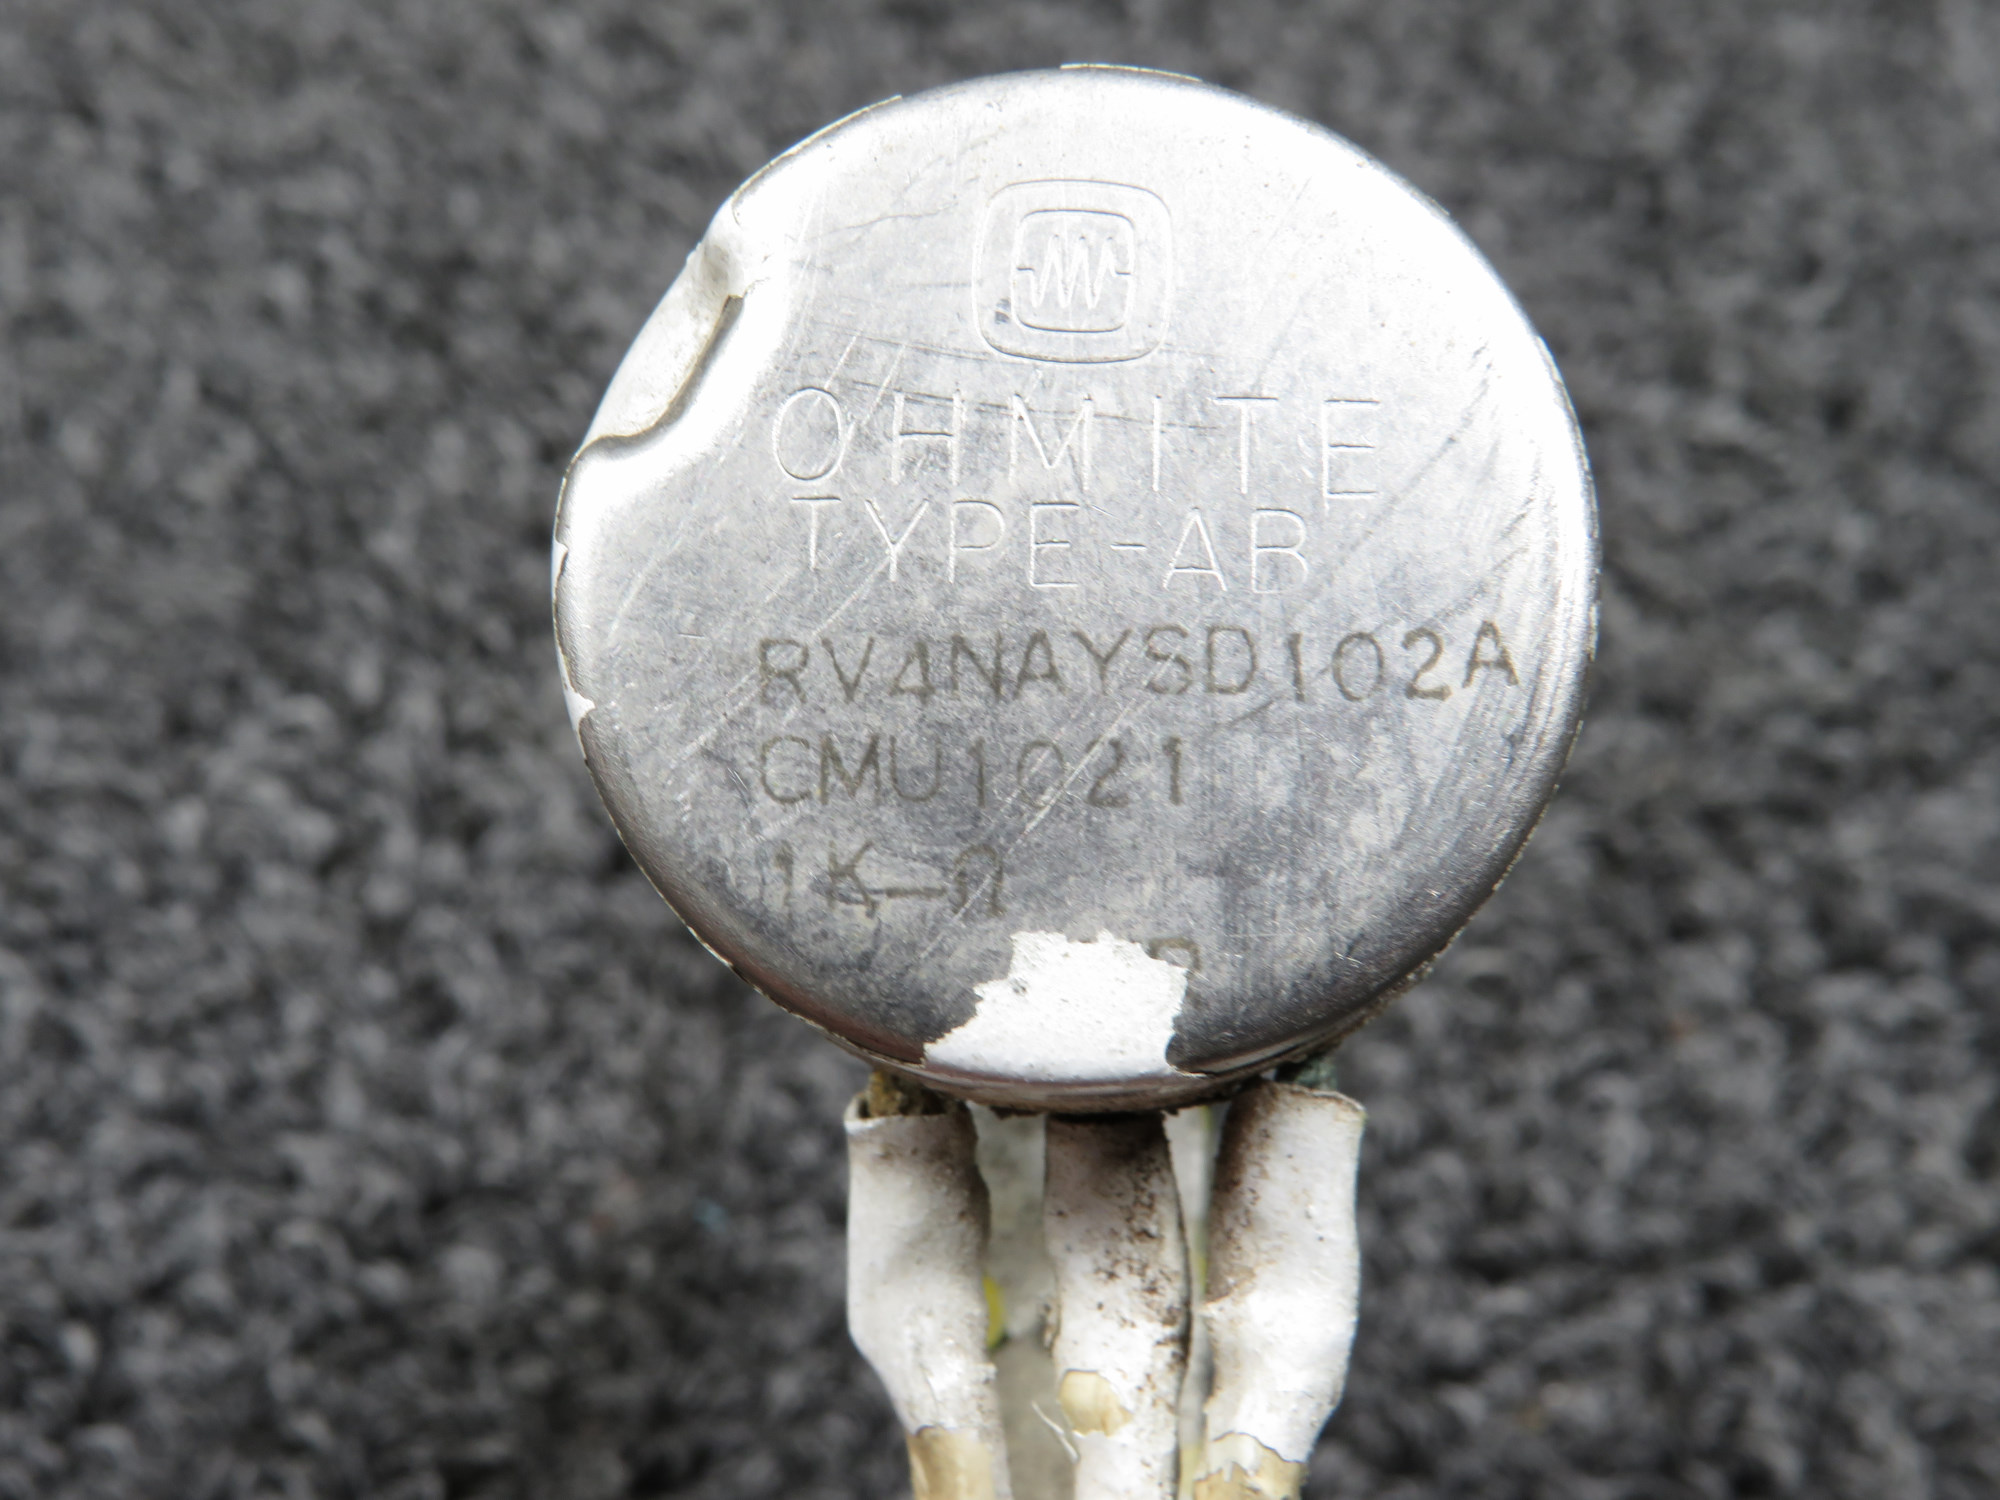 OHMITE
TYPE-AB
RV4NAYSD102A
CMU1021
1K-Ω